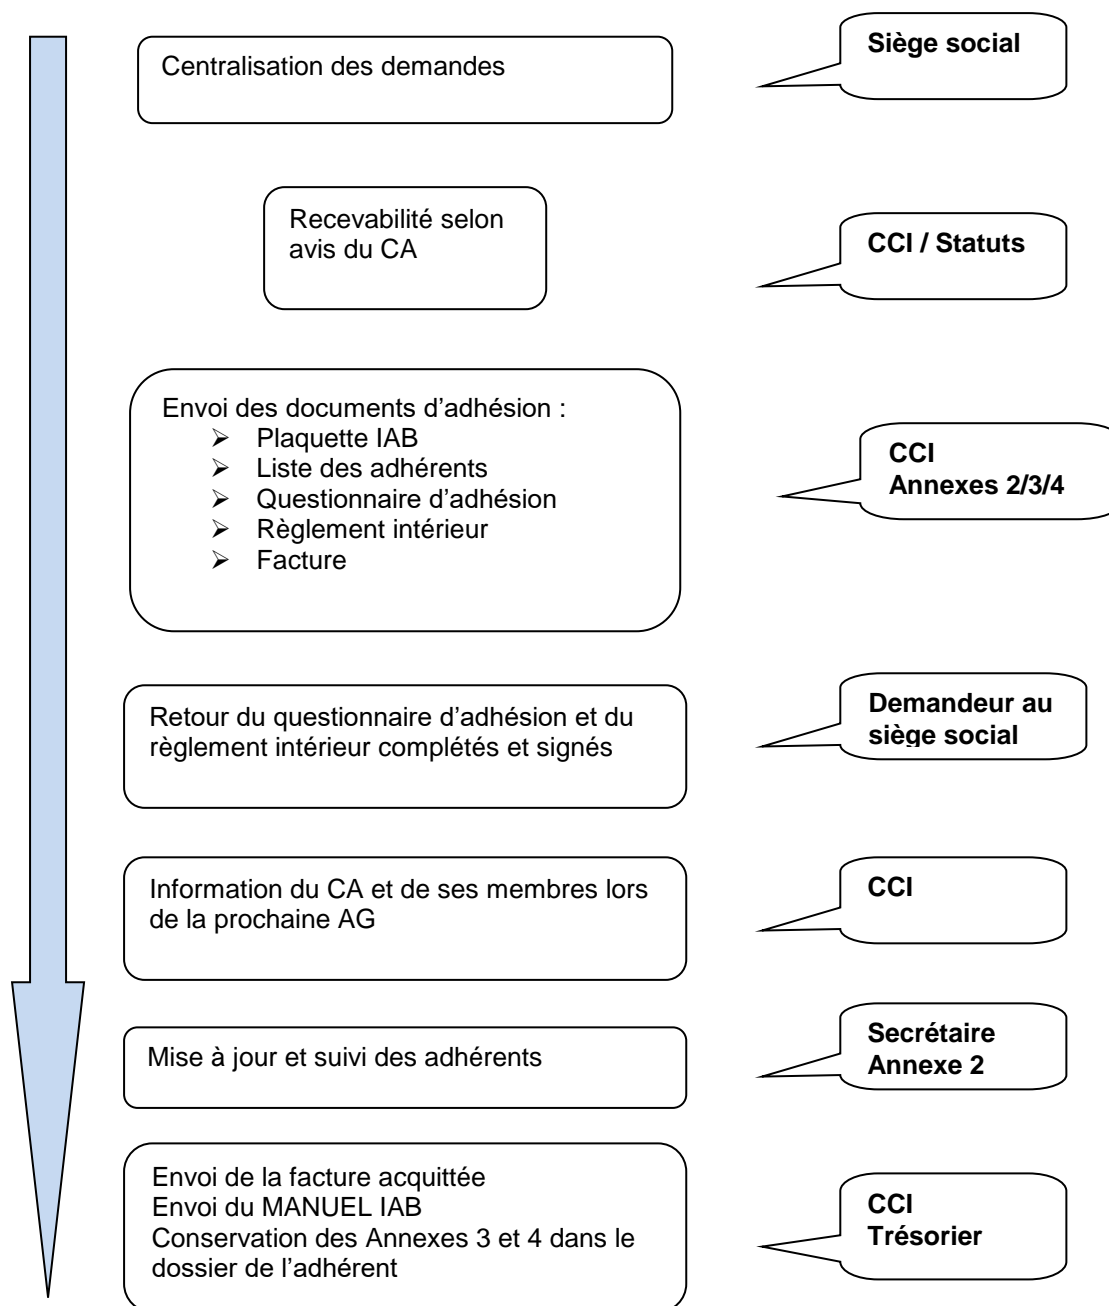 Centralisation des demandes
Siège social
Recevabilité selon
avis du CA
CCI / Statuts
Envoi des documents d’adhésion :
➢ Plaquette IAB
➢ Liste des adhérents
➢ Questionnaire d’adhésion
➢ Règlement intérieur
➢ Facture
CCI
Annexes 2/3/4
Retour du questionnaire d’adhésion et du
règlement intérieur complétés et signés
Demandeur au
siège social
Information du CA et de ses membres lors
de la prochaine AG
CCI
Mise à jour et suivi des adhérents
Secrétaire
Annexe 2
Envoi de la facture acquittée
Envoi du MANUEL IAB
Conservation des Annexes 3 et 4 dans le
dossier de l’adhérent
CCI
Trésorier